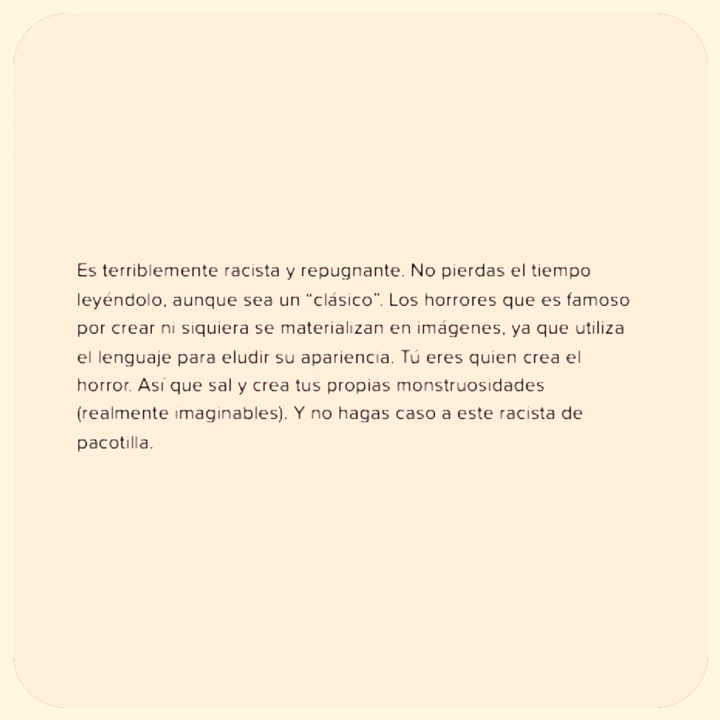 Es terriblemente racista y repugnante. No pierdas el tiempo
leyéndolo, aunque sea un “clásico”. Los horrores que es famoso
por crear ni siquiera se materializan en imágenes, ya que utiliza
el lenguaje para eludir su apariencia. Tú eres quien crea el
horror. Así que sal y crea tus propias monstruosidades
(realmente imaginables). Y no hagas caso a este racista de
pacotilla.